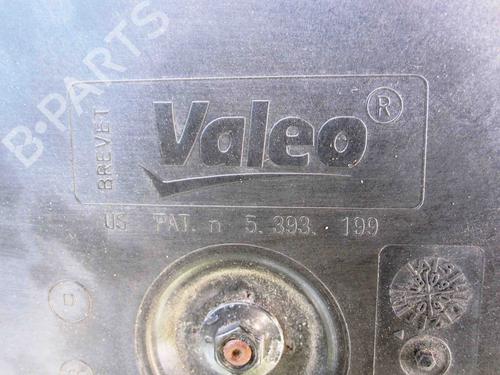 B-PARTS
BREVET
Valeo ®
US PAT. n 5.393. 199
D